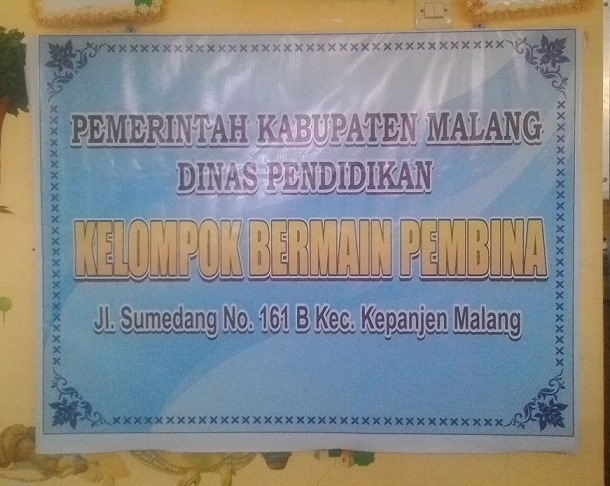 PEMERINTAH KABUPATEN MALANG
DINAS PENDIDIKAN
KELOMPOK BERMAIN PEMBINA
Jl. Sumedang No. 161 B Kec. Kepanjen Malang